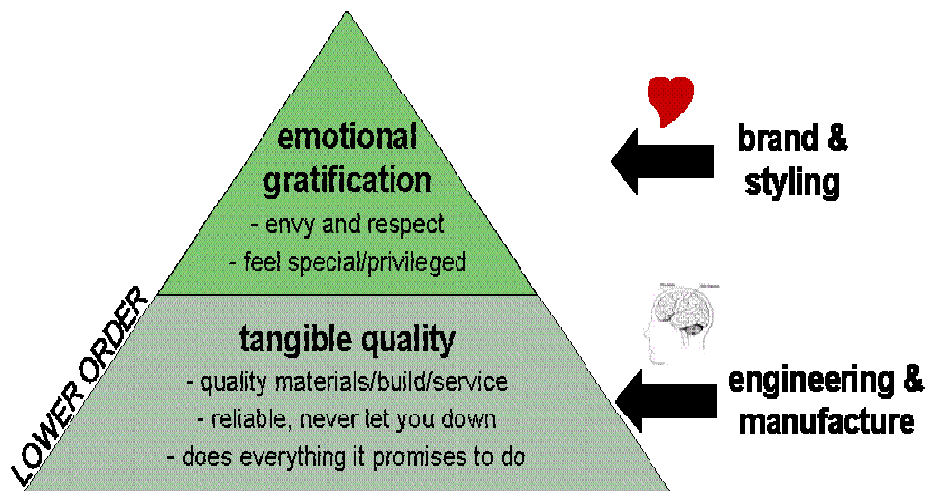 emotional
gratification
- envy and respect
- feel special/privileged
brand &
styling
LOWER ORDER
tangible quality
- quality materials/build/service
- reliable, never let you down
- does everything it promises to do
engineering &
manufacture